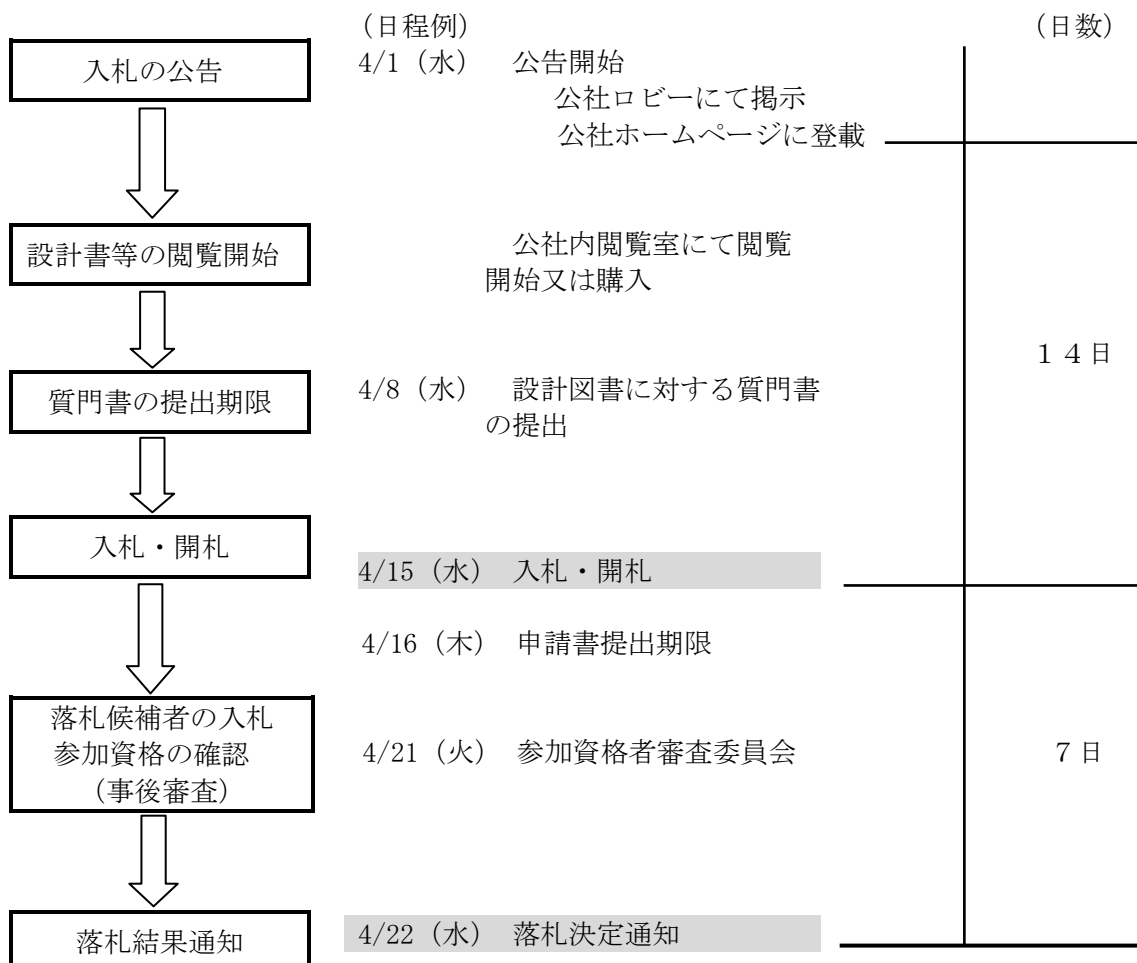 （日程例）
（日数）
入札の公告
4/1（水） 公告開始
公社ロビーにて掲示
公社ホームページに登載
設計書等の閲覧開始
公社内閲覧室にて閲覧
開始又は購入
１４日
質問書の提出期限
4/8（水） 設計図書に対する質問書
の提出
入札・開札
4/15（水） 入札・開札
4/16（木） 申請書提出期限
落札候補者の入札
参加資格の確認
（事後審査）
4/21（火） 参加資格者審査委員会
７日
落札結果通知
4/22（水） 落札決定通知